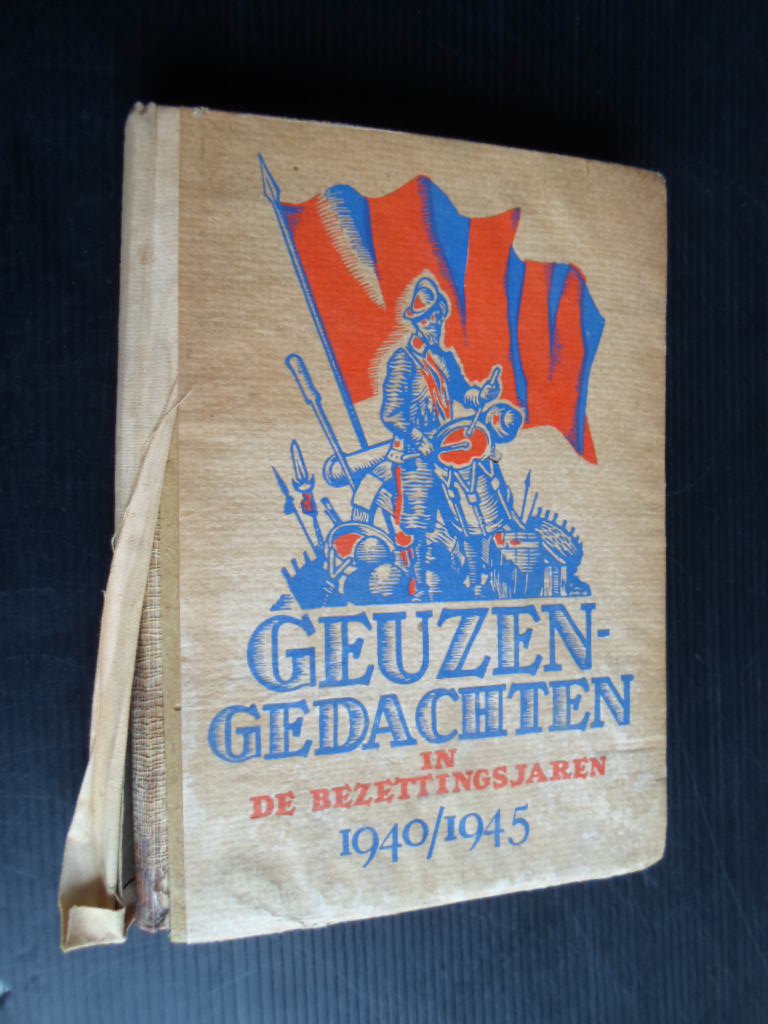 GEUZEN-
GEDACHTEN
IN
DE BEZETTINGSJAREN
1940/1945